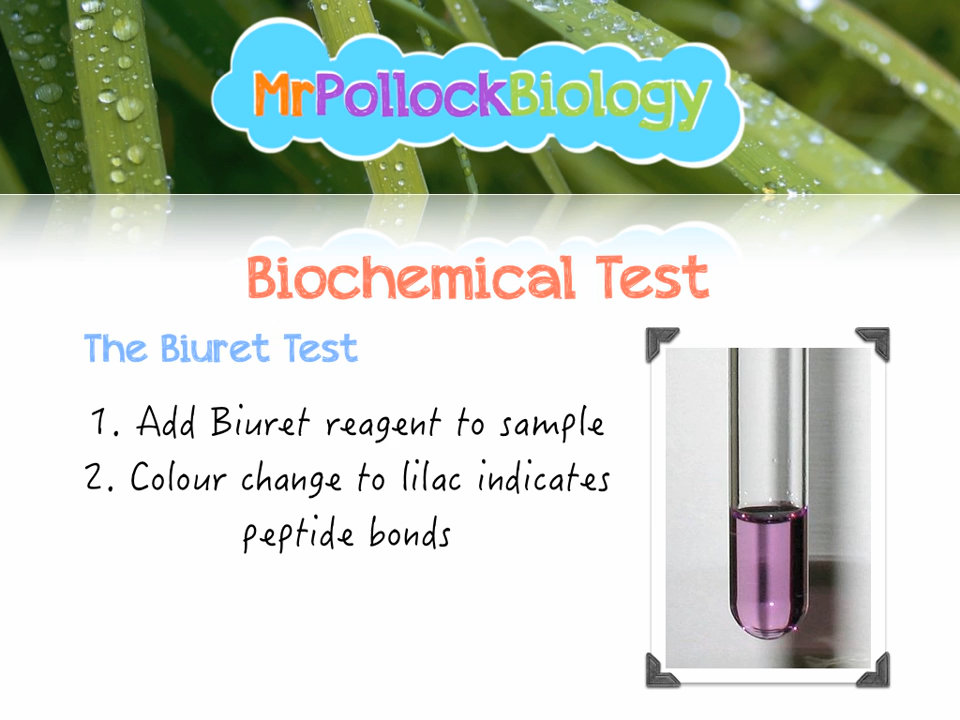 MrPollockBiology
Biochemical Test
The Biuret Test
1. Add Biuret reagent to sample
2. Colour change to lilac indicates
peptide bonds